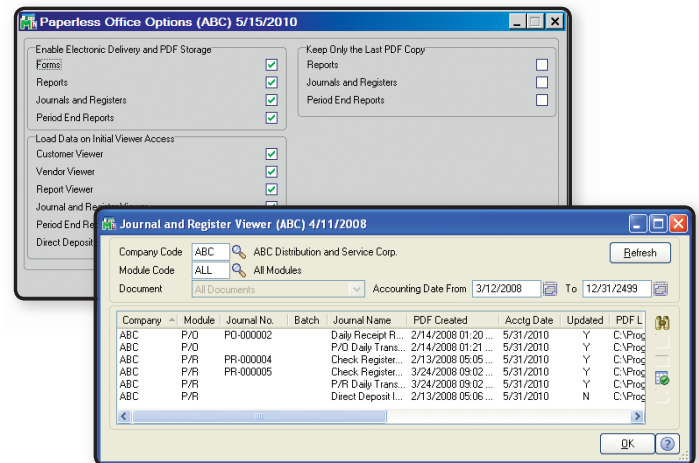 Paperless Office Options (ABC) 5/15/2010
Enable Electronic Delivery and PDF Storage
Forms
Reports
Journals and Registers
Period End Reports
Keep Only the Last PDF Copy
Reports
Journals and Registers
Period End Reports
Load Data on Initial Viewer Access
Customer Viewer
Vendor Viewer
Report Viewer
Journal and
Period End
Direct Deposit
Journal and Register Viewer (ABC) 4/11/2008
Company Code ABC ABC Distribution and Service Corp. Refresh
Module Code ALL All Modules
Document All Documents Accounting Date From 3/12/2008 To 12/31/2499
Company Module Journal No. Batch Journal Name PDF Created Acctg Date Updated PDF L
ABC P/O PO-000002 Daily Receipt R... 2/14/2008 01:20 ... 5/31/2010 Y C:\Prog
ABC P/O P/O Daily Trans... 2/14/2008 01:21 ... 5/31/2010 Y C:\Prog
ABC P/R PR-000004 Check Register... 2/13/2008 05:05 ... 5/31/2010 Y C:\Prog
ABC P/R PR-000005 Check Register... 3/24/2008 09:02 ... 5/31/2010 Y C:\Prog
ABC P/R P/R Daily Trans... 3/24/2008 09:02 ... 5/31/2010 Y C:\Prog
ABC P/R Direct Deposit I... 2/13/2008 05:06 ... 5/31/2010 N C:\Prog
OK